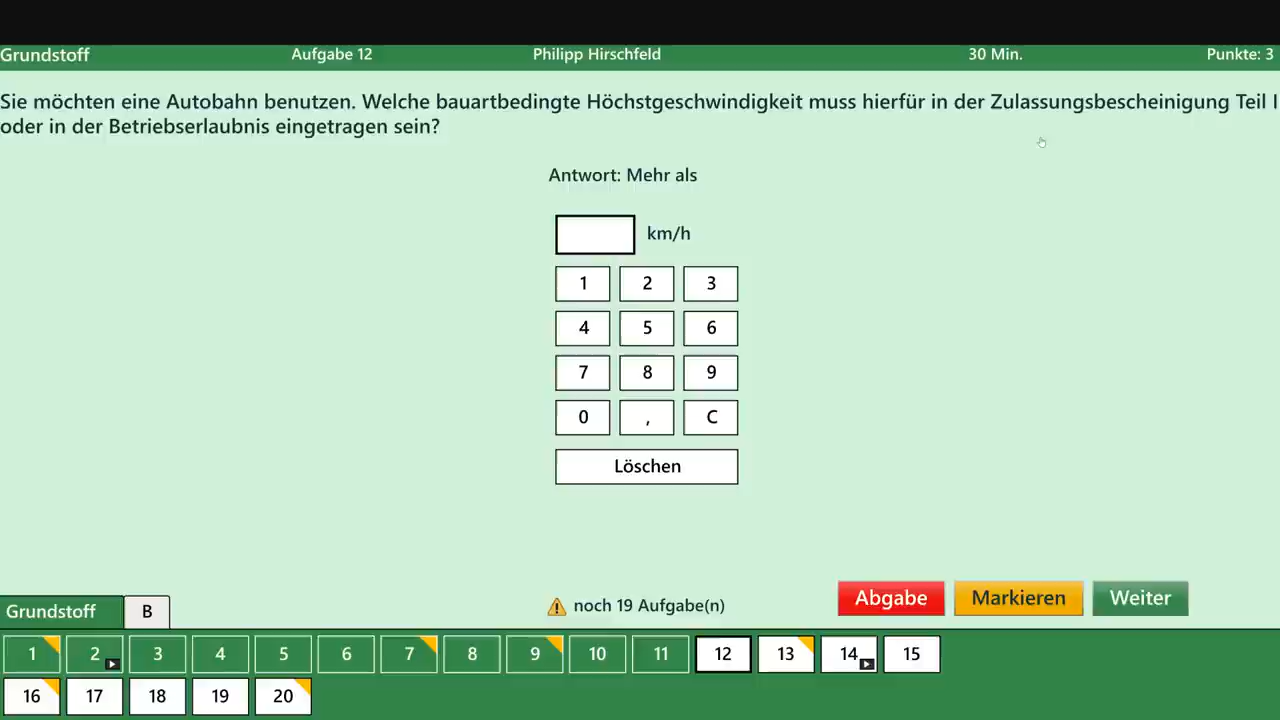 Grundstoff Aufgabe 12 Philipp Hirschfeld 30 Min. Punkte: 3
Sie möchten eine Autobahn benutzen. Welche bauartbedingte Höchstgeschwindigkeit muss hierfür in der Zulassungsbescheinigung Teil I
oder in der Betriebserlaubnis eingetragen sein?
Antwort: Mehr als
km/h
1 2 3
4 5 6
7 8 9
0 , C
Löschen
Grundstoff B noch 19 Aufgabe(n) Abgabe Markieren Weiter
1 2 3 4 5 6 7 8 9 10 11 12 13 14 15
16 17 18 19 20